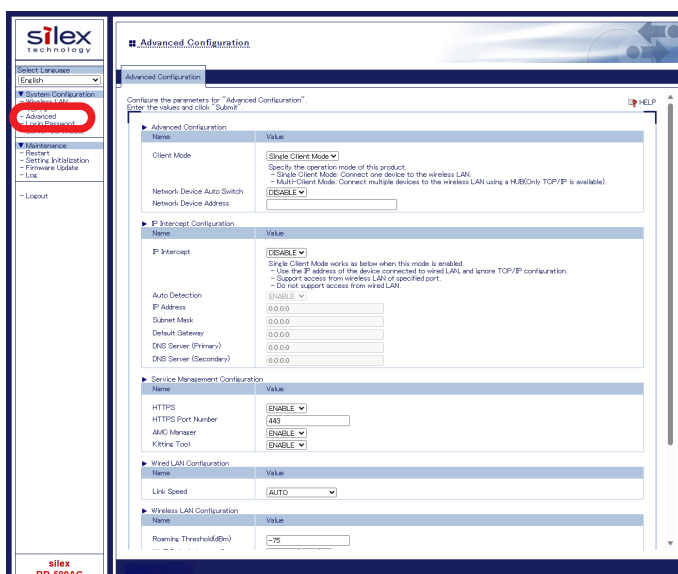 silex
technology
Select Language
English
▼ System Configuration
- Wireless LAN
- Advanced
- Login Password
▼ Maintenance
- Restart
- Setting Initialization
- Firmware Update
- Log
- Logout
silex
Advanced Configuration
Advanced Configuration
Configure the parameters for "Advanced Configuration".
Enter the values and click "Submit".
HELP
▶ Advanced Configuration
Name Value
Client Mode Single Client Mode
Specify the operation mode of this product.
- Single Client Mode: Connect one device to the wireless LAN.
- Multi-Client Mode: Connect multiple devices to the wireless LAN using a HUB(Only TCP/IP is available).
Network Device Auto Switch DISABLE
Network Device Address
▶ IP Intercept Configuration
Name Value
IP Intercept DISABLE
Single Client Mode works as below when this mode is enabled.
- Use the IP address of the device connected to wired LAN, and ignore TCP/IP configuration.
- Support access from wireless LAN of specified port.
- Do not support access from wired LAN.
Auto Detection ENABLE
IP Address 0.0.0.0
Subnet Mask 0.0.0.0
Default Gateway 0.0.0.0
DNS Server (Primary) 0.0.0.0
DNS Server (Secondary) 0.0.0.0
▶ Service Management Configuration
Name Value
HTTPS ENABLE
HTTPS Port Number 443
AMC Manager ENABLE
Kitting Tool ENABLE
▶ Wired LAN Configuration
Name Value
Link Speed AUTO
▶ Wireless LAN Configuration
Name Value
Roaming Threshold(dBm) -75